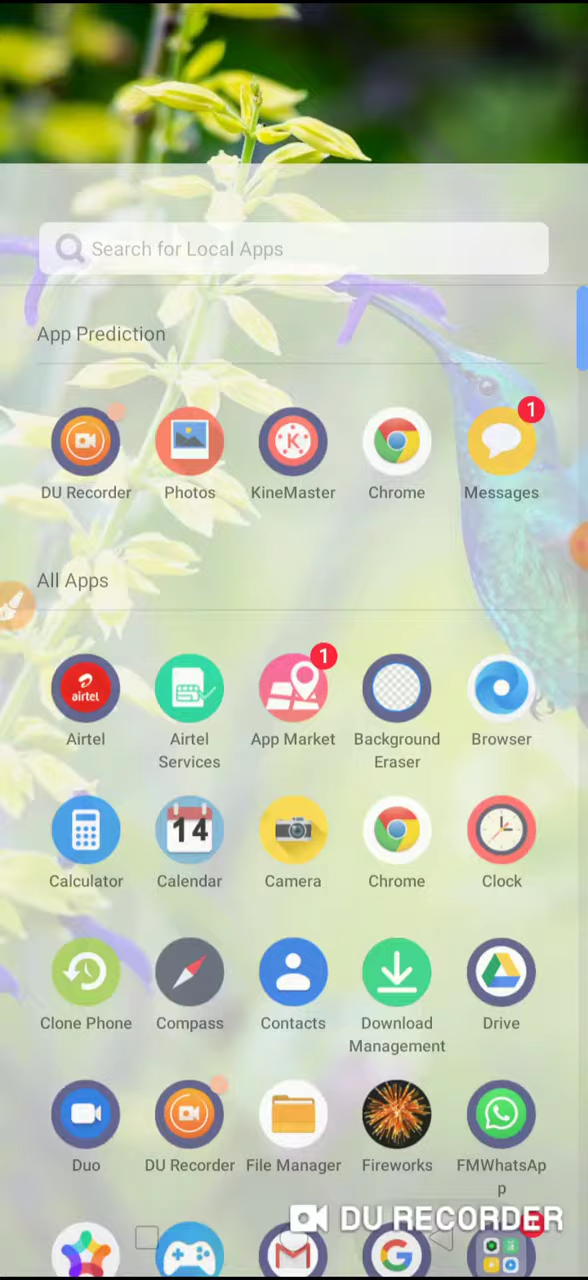 Search for Local Apps
App Prediction
1
K
DU Recorder Photos KineMaster Chrome Messages
All Apps
1
airtel
Airtel Airtel Services App Market Background Eraser Browser
14
Calculator Calendar Camera Chrome Clock
Clone Phone Compass Contacts Download Management Drive
Duo DU Recorder File Manager Fireworks FMWhatsApp
DU RECORDER
M G